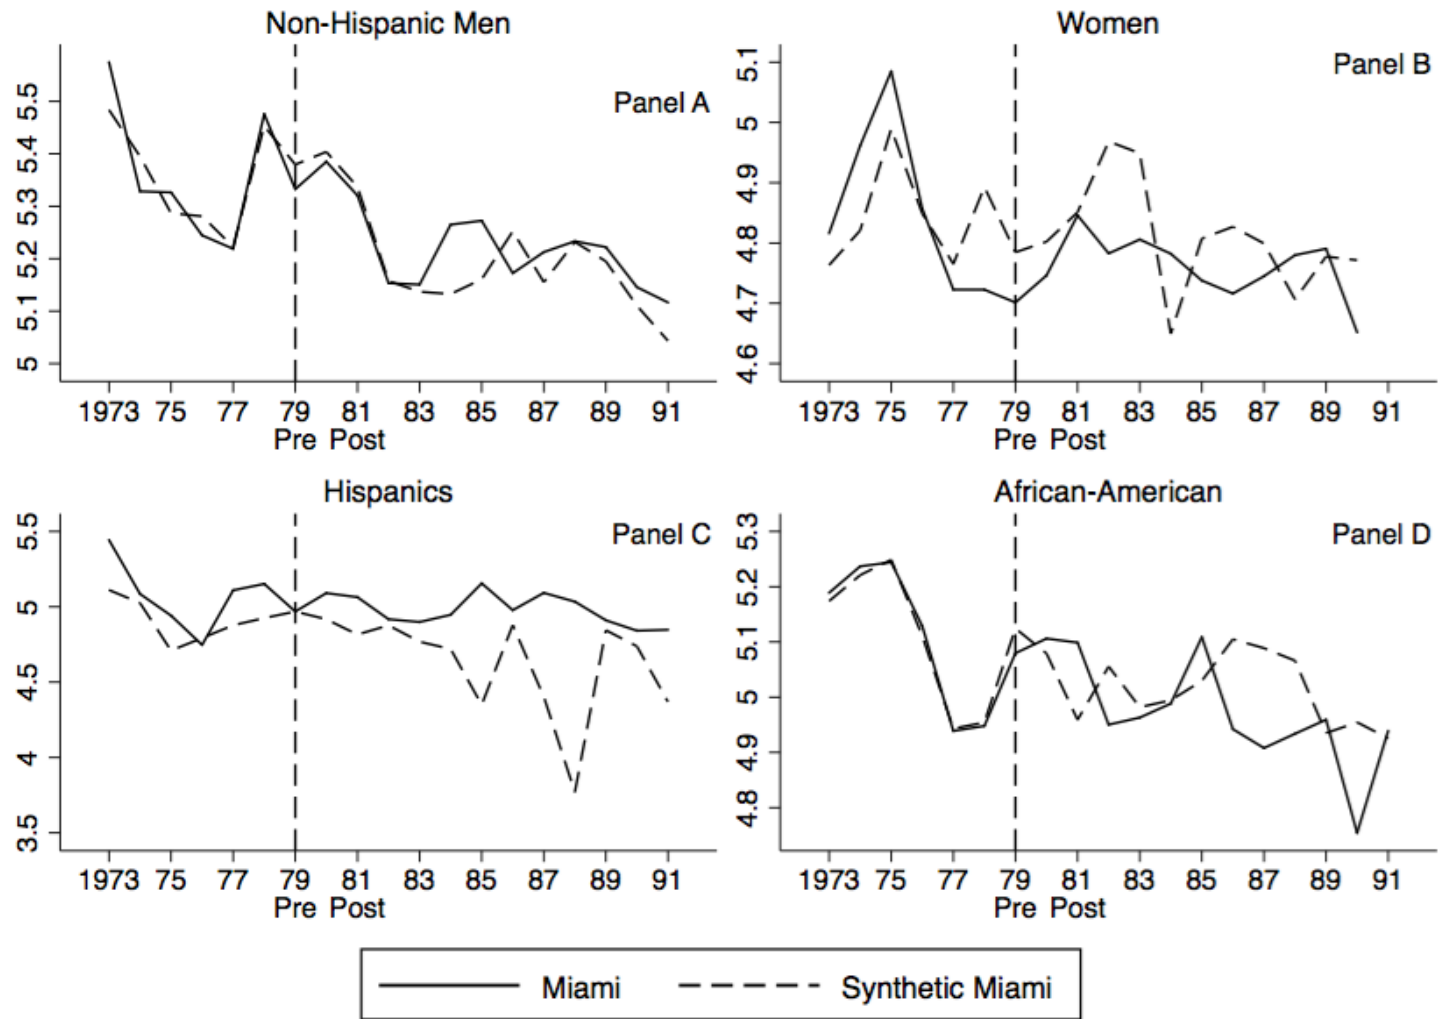 Non-Hispanic Men
Panel A
5.5
5.4
5.3
5.2
5.1
5
1973 75 77 79 81 83 85 87 89 91
Pre Post
Women
Panel B
5.1
5
4.9
4.8
4.7
4.6
1973 75 77 79 81 83 85 87 89 91
Pre Post
Hispanics
Panel C
5.5
5
4.5
4
3.5
1973 75 77 79 81 83 85 87 89 91
Pre Post
African-American
Panel D
5.3
5.2
5.1
5
4.9
4.8
1973 75 77 79 81 83 85 87 89 91
Pre Post
Miami
Synthetic Miami